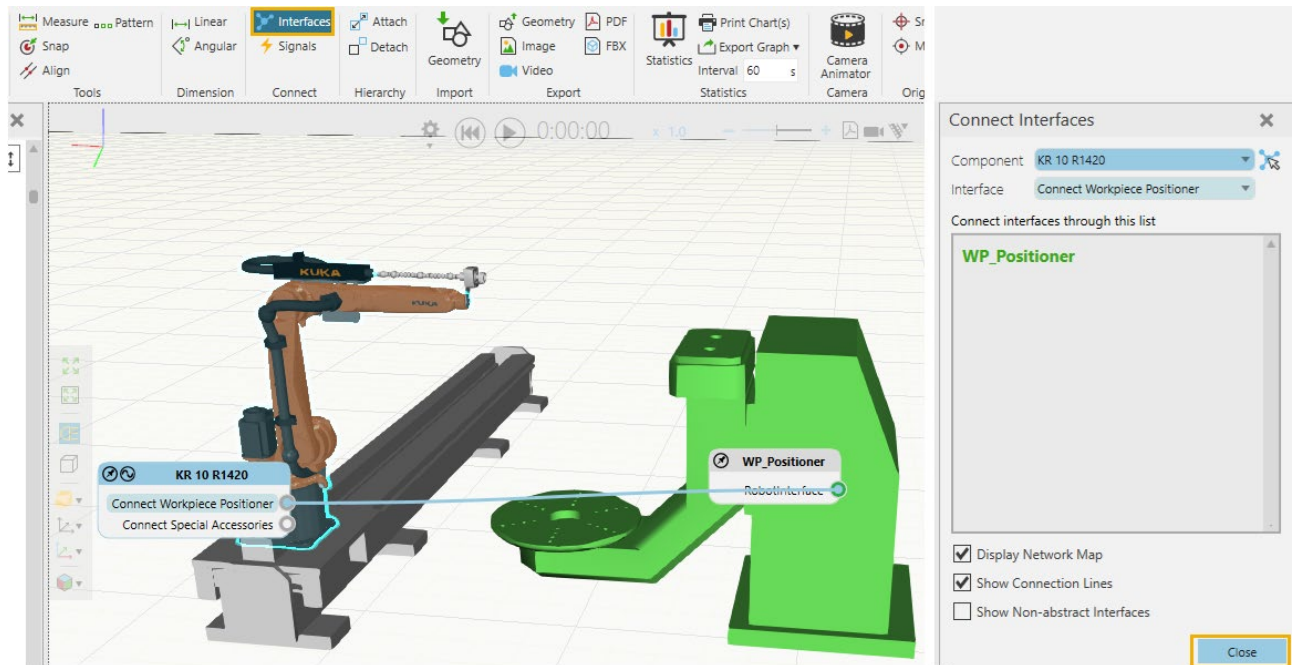 Measure Pattern Linear Interfaces Attach Geometry PDF Print Chart(s)
Snap Angular Signals Detach Geometry Image FBX Statistics Export Graph Camera Animator
Align Video Interval 60 s
Tools Dimension Connect Hierarchy Import Export Statistics Camera Orig
0:00:00 x 1.0
KUKA
KUKA
KR 10 R1420
Connect Workpiece Positioner
Connect Special Accessories
WP_Positioner
RobotInterface
Connect Interfaces
Component KR 10 R1420
Interface Connect Workpiece Positioner
Connect interfaces through this list
WP_Positioner
Display Network Map
Show Connection Lines
Show Non-abstract Interfaces
Close